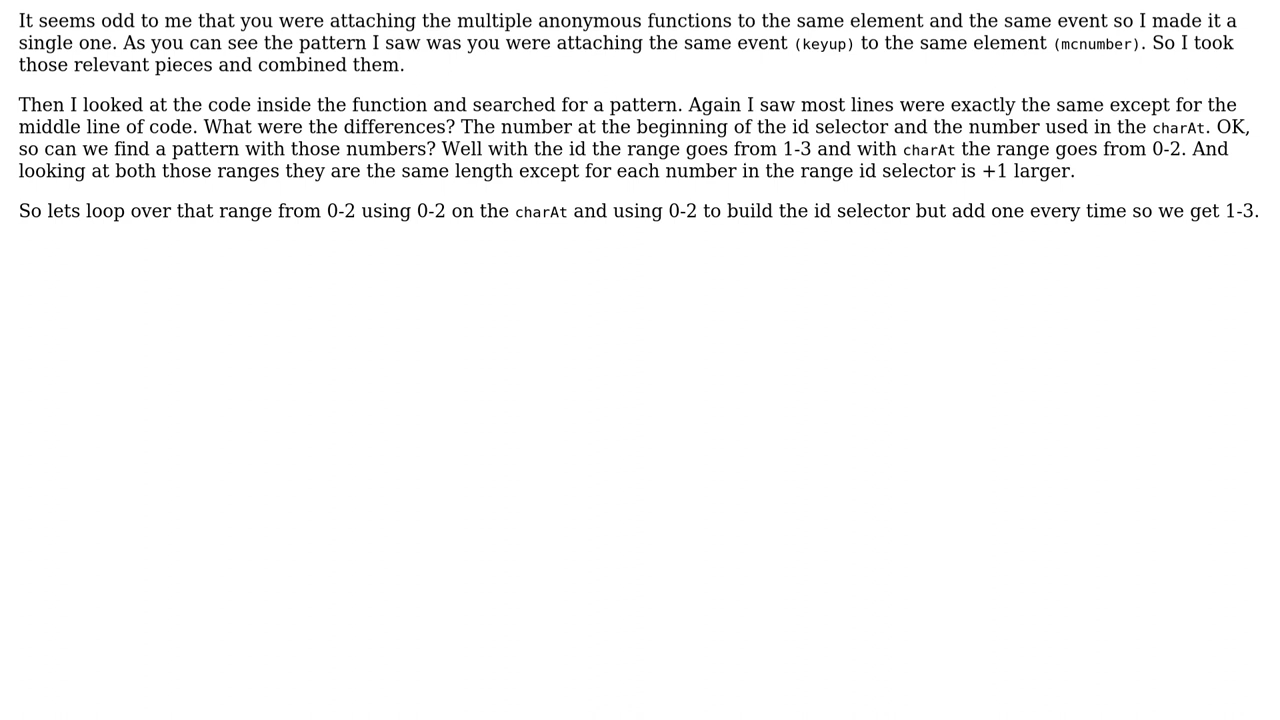 It seems odd to me that you were attaching the multiple anonymous functions to the same element and the same event so I made it a
single one. As you can see the pattern I saw was you were attaching the same event (keyup) to the same element (mcnumber). So I took
those relevant pieces and combined them.
Then I looked at the code inside the function and searched for a pattern. Again I saw most lines were exactly the same except for the
middle line of code. What were the differences? The number at the beginning of the id selector and the number used in the charAt. OK,
so can we find a pattern with those numbers? Well with the id the range goes from 1-3 and with charAt the range goes from 0-2. And
looking at both those ranges they are the same length except for each number in the range id selector is +1 larger.
So lets loop over that range from 0-2 using 0-2 on the charAt and using 0-2 to build the id selector but add one every time so we get 1-3.